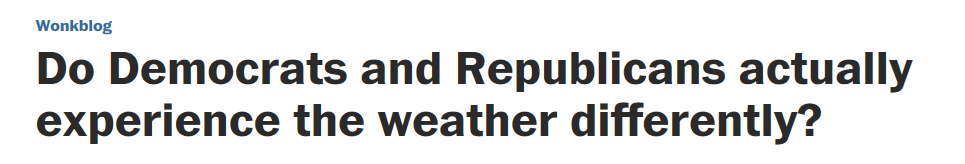 Wonkblog
Do Democrats and Republicans actually
experience the weather differently?